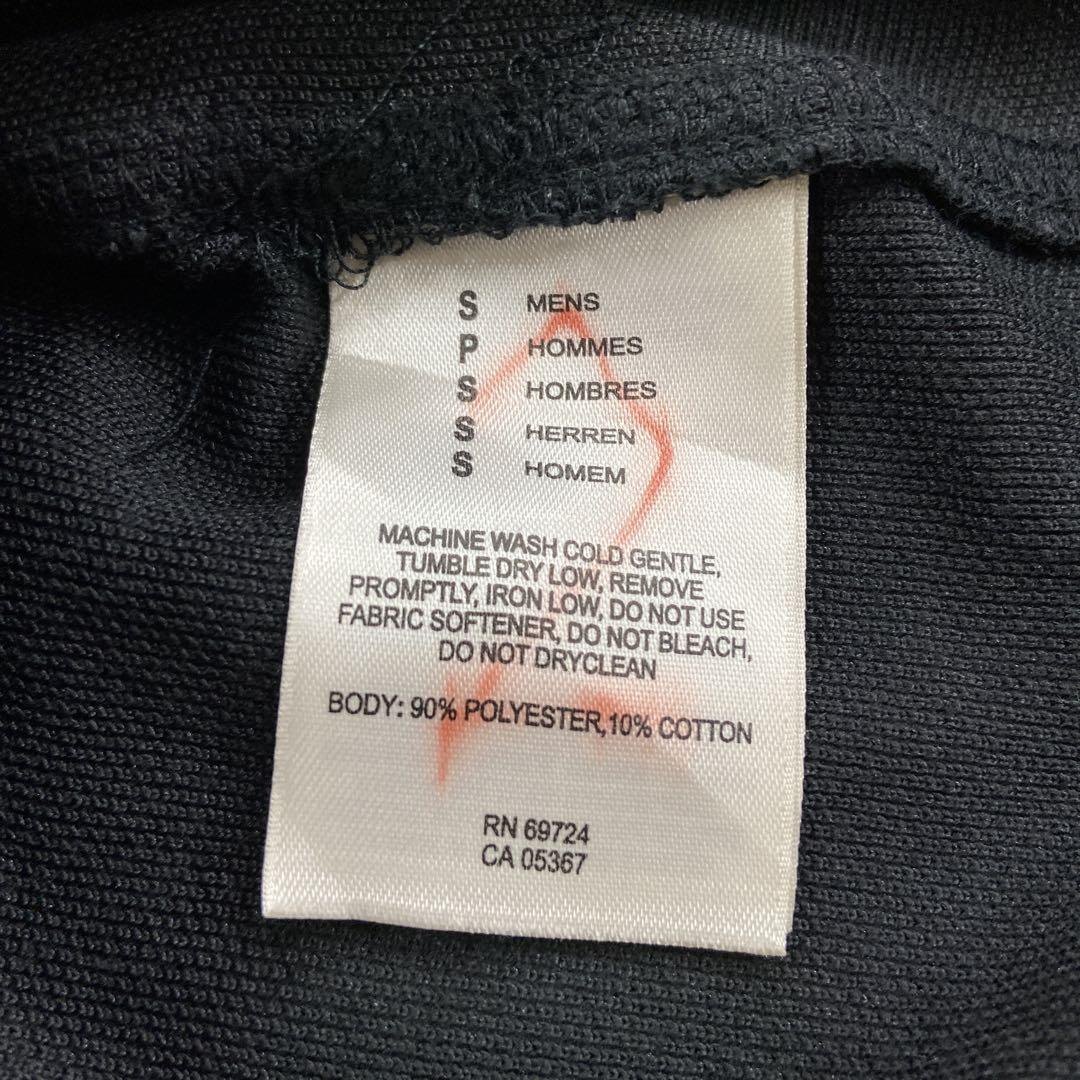 S MENS
P HOMMES
S HOMBRES
S HERREN
S HOMEM
MACHINE WASH COLD GENTLE,
TUMBLE DRY LOW, REMOVE
PROMPTLY, IRON LOW, DO NOT USE
FABRIC SOFTENER, DO NOT BLEACH,
DO NOT DRYCLEAN
BODY: 90% POLYESTER,10% COTTON
RN 69724
CA 05367